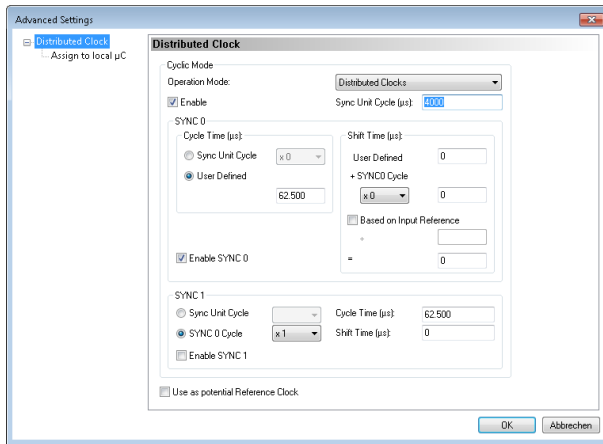 Advanced Settings
Distributed Clock
Assign to local µC
Distributed Clock
Cyclic Mode
Operation Mode:
Distributed Clocks
Enable
Sync Unit Cycle (µs):
4000
SYNC 0
Cycle Time (µs):
Sync Unit Cycle
x 0
User Defined
62.500
Enable SYNC 0
Shift Time (µs):
User Defined
0
+ SYNC0 Cycle
x 0
0
Based on Input Reference
+
=
0
SYNC 1
Sync Unit Cycle
Cycle Time (µs):
62.500
SYNC 0 Cycle
x 1
Shift Time (µs):
0
Enable SYNC 1
Use as potential Reference Clock
OK
Abbrechen